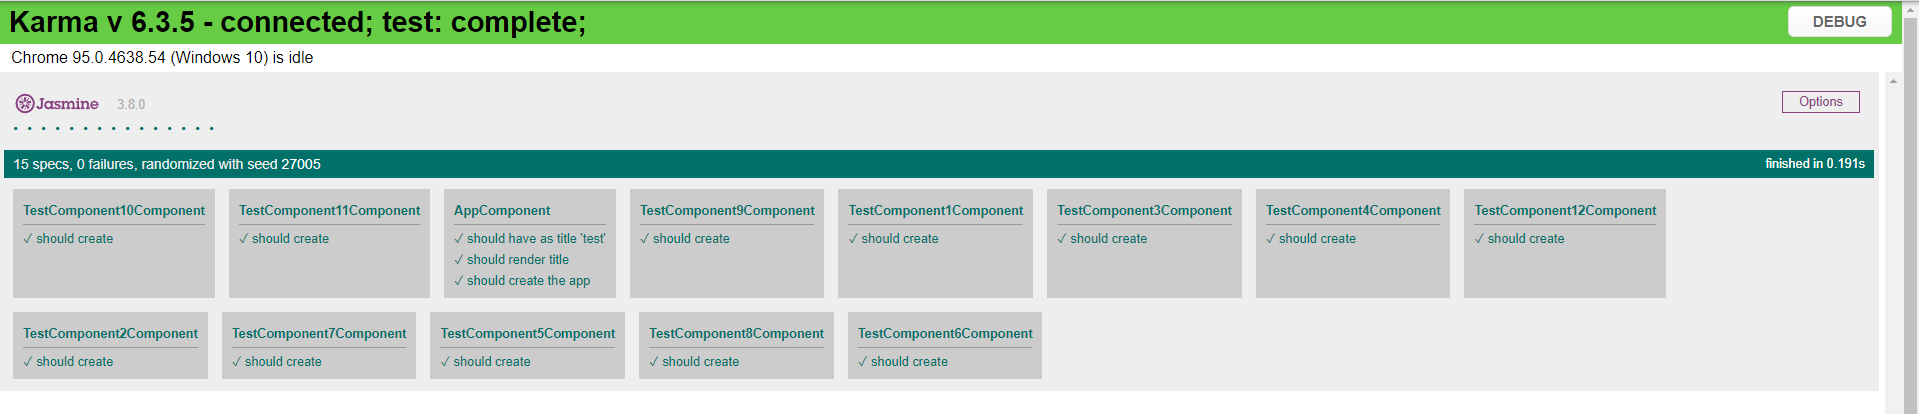 Karma v 6.3.5 - connected; test: complete;
DEBUG
Chrome 95.0.4638.54 (Windows 10) is idle
Jasmine 3.8.0
Options
15 specs, 0 failures, randomized with seed 27005
finished in 0.191s
TestComponent10Component
✓ should create
TestComponent11Component
✓ should create
AppComponent
✓ should have as title 'test'
✓ should render title
✓ should create the app
TestComponent9Component
✓ should create
TestComponent1Component
✓ should create
TestComponent3Component
✓ should create
TestComponent4Component
✓ should create
TestComponent12Component
✓ should create
TestComponent2Component
✓ should create
TestComponent7Component
✓ should create
TestComponent5Component
✓ should create
TestComponent8Component
✓ should create
TestComponent6Component
✓ should create